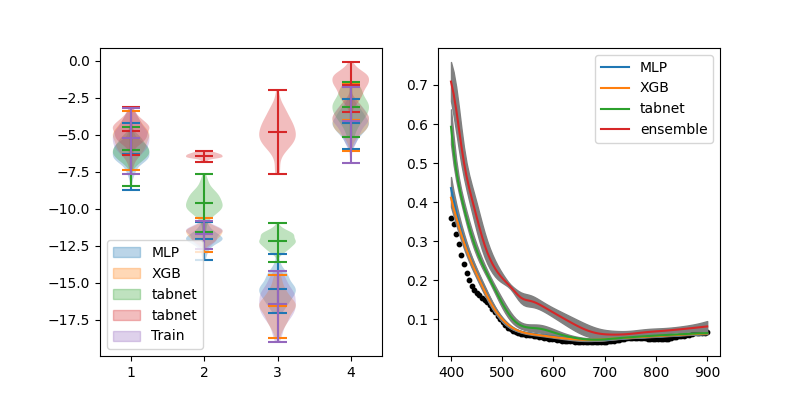 0.0
−2.5
−5.0
−7.5
−10.0
−12.5
−15.0
−17.5
MLP
XGB
tabnet
tabnet
Train
1 2 3 4
0.7
0.6
0.5
0.4
0.3
0.2
0.1
MLP
XGB
tabnet
ensemble
400 500 600 700 800 900